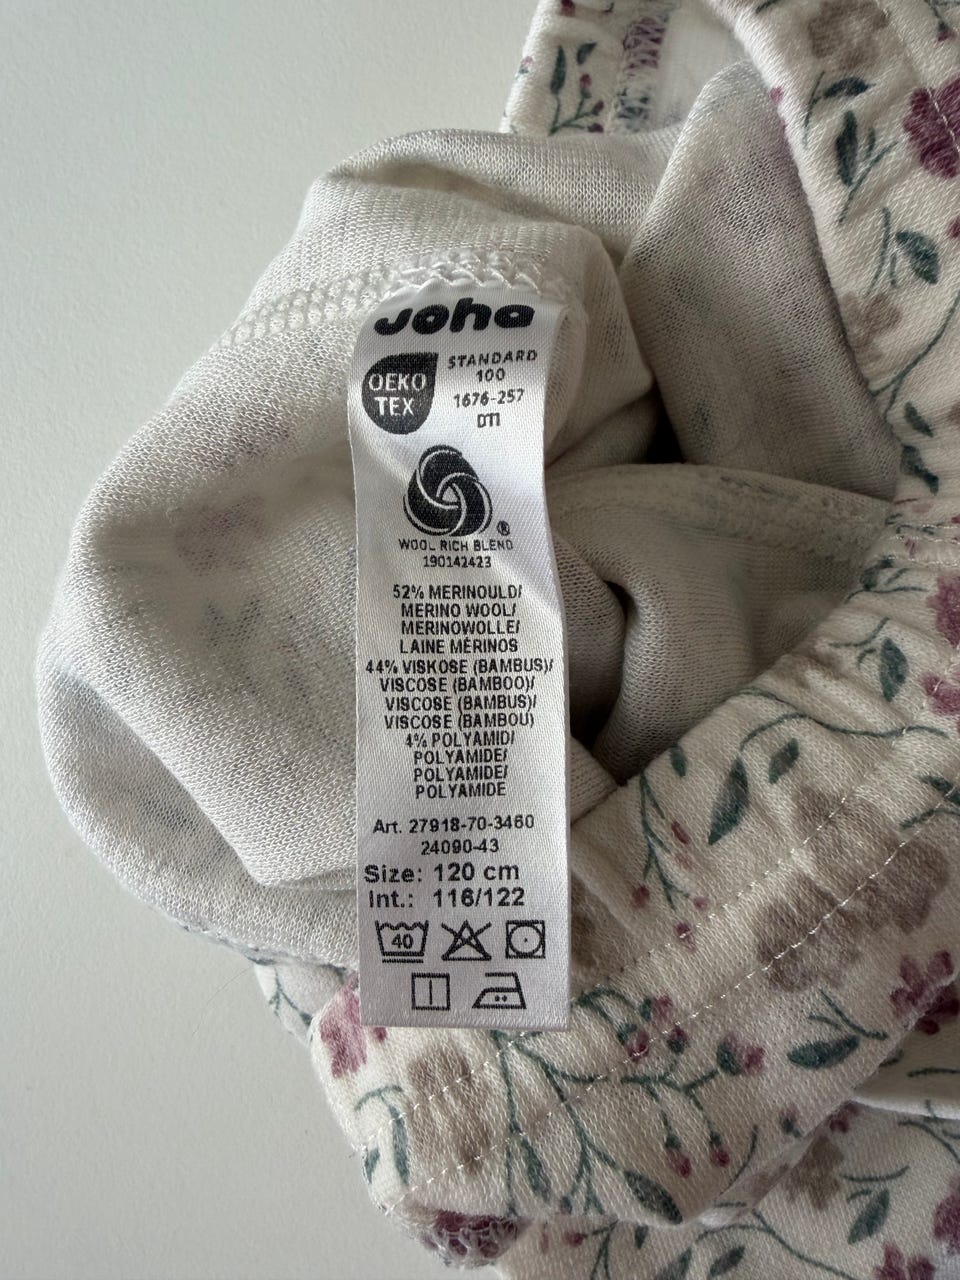 Joha
OEKO
TEX
STANDARD
100
1676-257
DTI
®
WOOL RICH BLEND
190142423
52% MERINOULD/
MERINO WOOL/
MERINOWOLLE/
LAINE MÉRINOS
44% VISKOSE (BAMBUS)/
VISCOSE (BAMBOO)/
VISCOSE (BAMBUS)/
VISCOSE (BAMBOU)
4% POLYAMID/
POLYAMIDE/
POLYAMIDE/
POLYAMIDE
Art. 27918-70-3460
24090-43
Size: 120 cm
Int.: 116/122
40